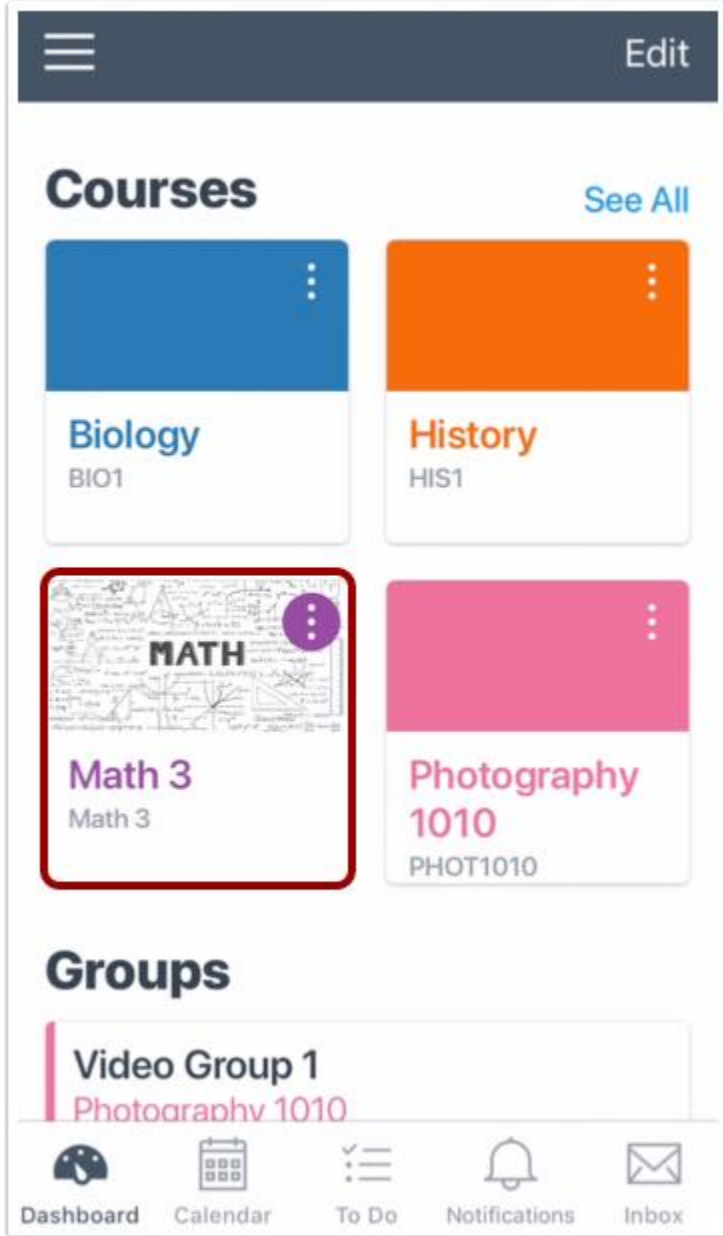 Edit
Courses
See All
Biology
BIO1
History
HIS1
MATH
Math 3
Math 3
Photography
1010
PHOT1010
Groups
Video Group 1
Photography 1010
Dashboard
Calendar
To Do
Notifications
Inbox